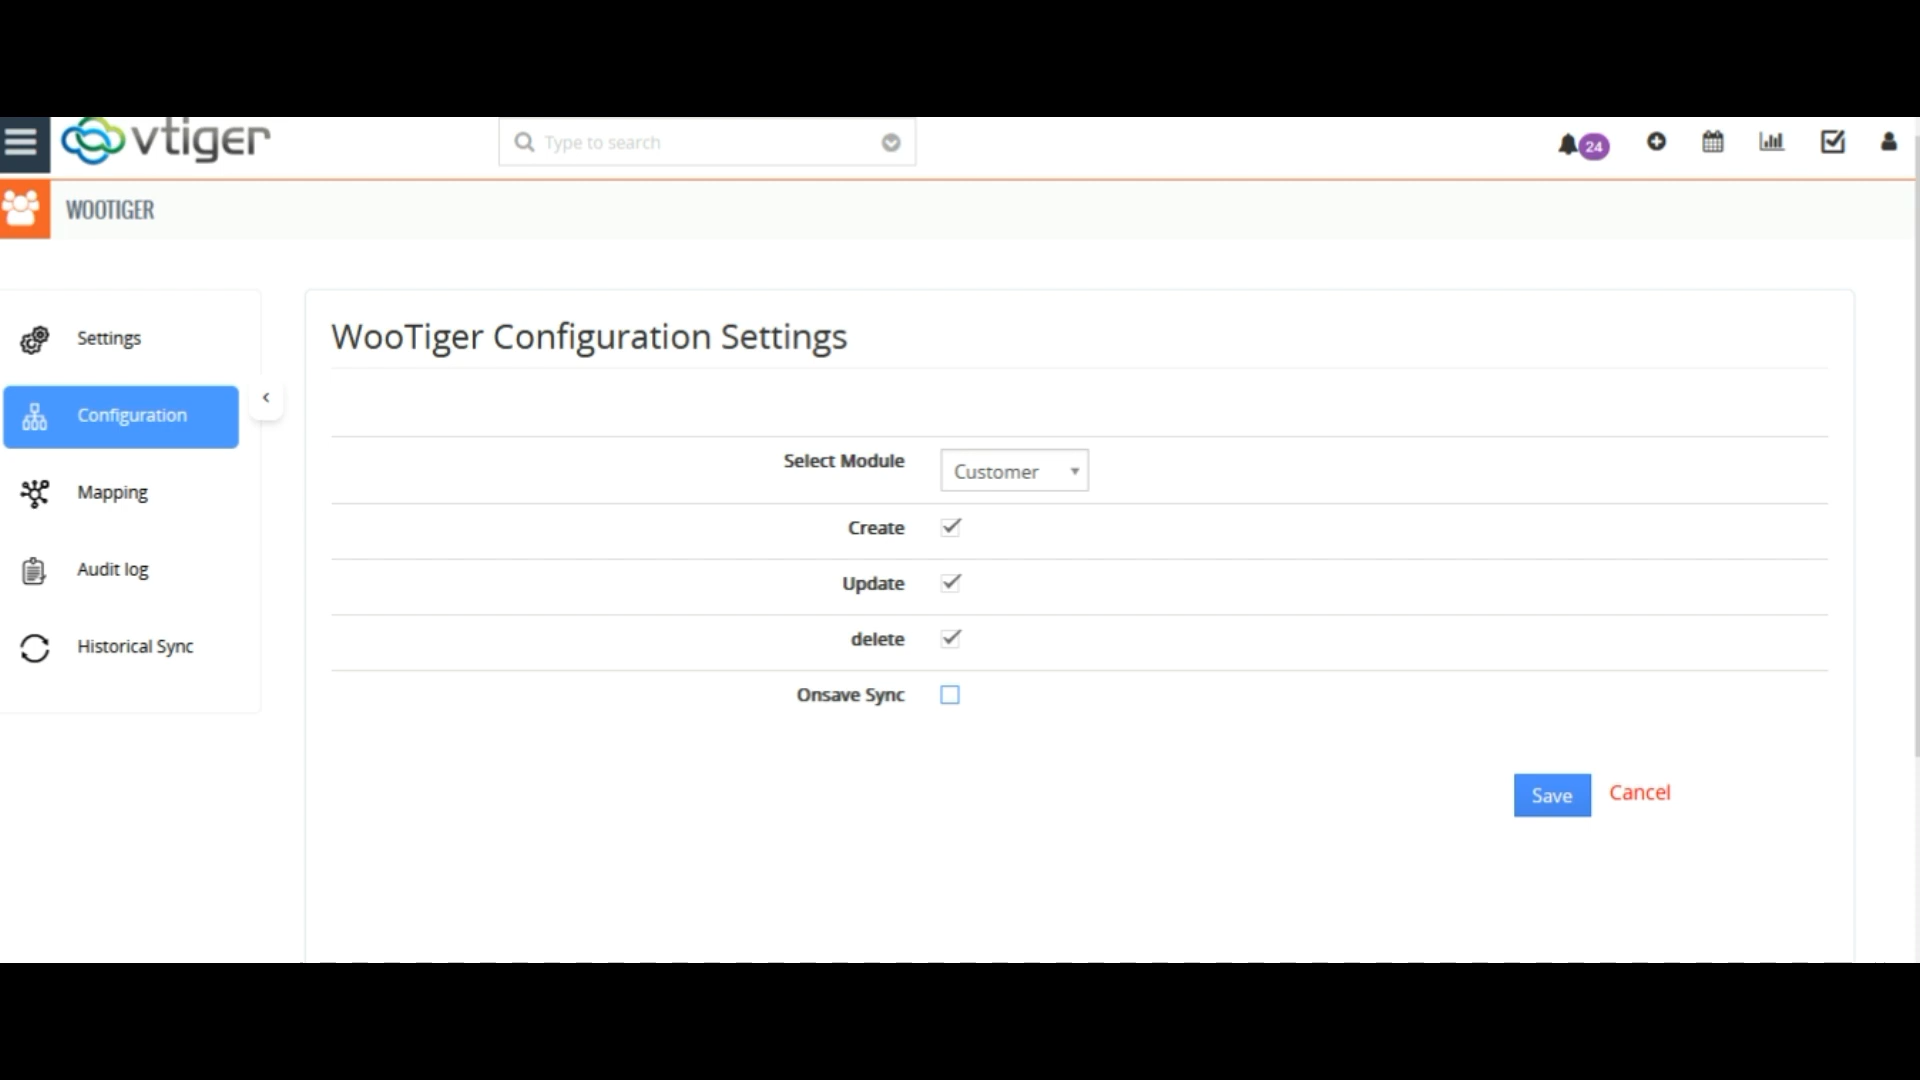 vtiger
Type to search
24
WOOTIGER
Settings
Configuration
Mapping
Audit log
Historical Sync
WooTiger Configuration Settings
Select Module Customer
Create
Update
delete
Onsave Sync
Save Cancel